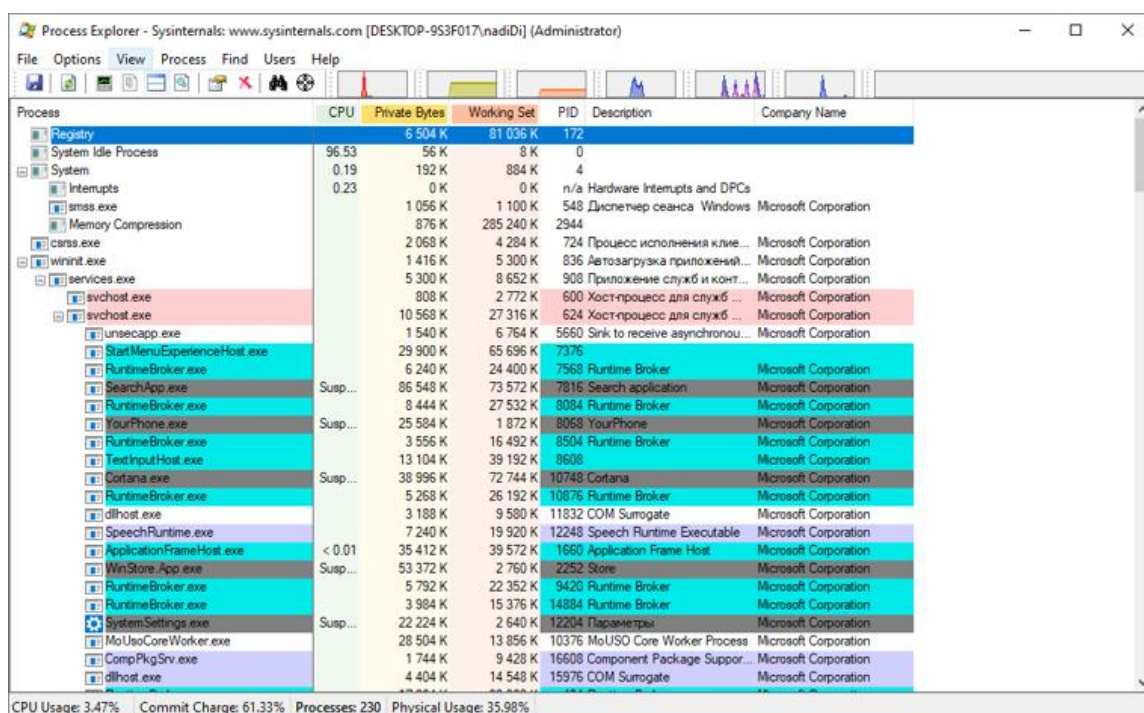 Process Explorer - Sysinternals: www.sysinternals.com [DESKTOP-9S3F017\nadiDi] (Administrator)
File Options View Process Find Users Help
Process CPU Private Bytes Working Set PID Description Company Name
Registry 6 504 K 81 036 K 172
System Idle Process 96.53 56 K 8 K 0
System 0.19 192 K 884 K 4
Interrupts 0.23 0 K 0 K n/a Hardware Interrupts and DPCs
smss.exe 1 056 K 1 100 K 548 Диспетчер сеанса Windows Microsoft Corporation
Memory Compression 876 K 285 240 K 2944
csrss.exe 2 068 K 4 284 K 724 Процесс исполнения клие... Microsoft Corporation
wininit.exe 1 416 K 5 300 K 836 Автозагрузка приложений... Microsoft Corporation
services.exe 5 300 K 8 652 K 908 Приложение служб и конт... Microsoft Corporation
svchost.exe 808 K 2 772 K 600 Хост-процесс для служб ... Microsoft Corporation
svchost.exe 10 568 K 27 316 K 624 Хост-процесс для служб ... Microsoft Corporation
unsecapp.exe 1 540 K 6 764 K 5660 Sink to receive asynchronou... Microsoft Corporation
StartMenuExperienceHost.exe 29 900 K 65 696 K 7376
RuntimeBroker.exe 6 240 K 24 400 K 7568 Runtime Broker Microsoft Corporation
SearchApp.exe Susp... 86 548 K 73 572 K 7816 Search application Microsoft Corporation
RuntimeBroker.exe 8 444 K 27 532 K 8084 Runtime Broker Microsoft Corporation
YourPhone.exe Susp... 25 584 K 1 872 K 8068 YourPhone Microsoft Corporation
RuntimeBroker.exe 3 556 K 16 492 K 8504 Runtime Broker Microsoft Corporation
TextInputHost.exe 13 104 K 39 192 K 8608 Microsoft Corporation
Cortana.exe Susp... 38 996 K 72 744 K 10748 Cortana Microsoft Corporation
RuntimeBroker.exe 5 268 K 26 192 K 10876 Runtime Broker Microsoft Corporation
dllhost.exe 3 188 K 9 580 K 11832 COM Surrogate Microsoft Corporation
SpeechRuntime.exe 7 240 K 19 920 K 12248 Speech Runtime Executable Microsoft Corporation
ApplicationFrameHost.exe < 0.01 35 412 K 39 572 K 1660 Application Frame Host Microsoft Corporation
WinStore.App.exe Susp... 53 372 K 2 760 K 2252 Store Microsoft Corporation
RuntimeBroker.exe 5 792 K 22 352 K 9420 Runtime Broker Microsoft Corporation
RuntimeBroker.exe 3 984 K 15 376 K 14884 Runtime Broker Microsoft Corporation
SystemSettings.exe Susp... 22 224 K 2 640 K 12204 Параметры Microsoft Corporation
MoUsoCoreWorker.exe 28 504 K 13 856 K 10376 MoUSO Core Worker Process Microsoft Corporation
CompPkgSrv.exe 1 744 K 9 428 K 16608 Component Package Suppor... Microsoft Corporation
dllhost.exe 4 404 K 14 548 K 15976 COM Surrogate Microsoft Corporation
CPU Usage: 3.47% Commit Charge: 61.33% Processes: 230 Physical Usage: 35.98%